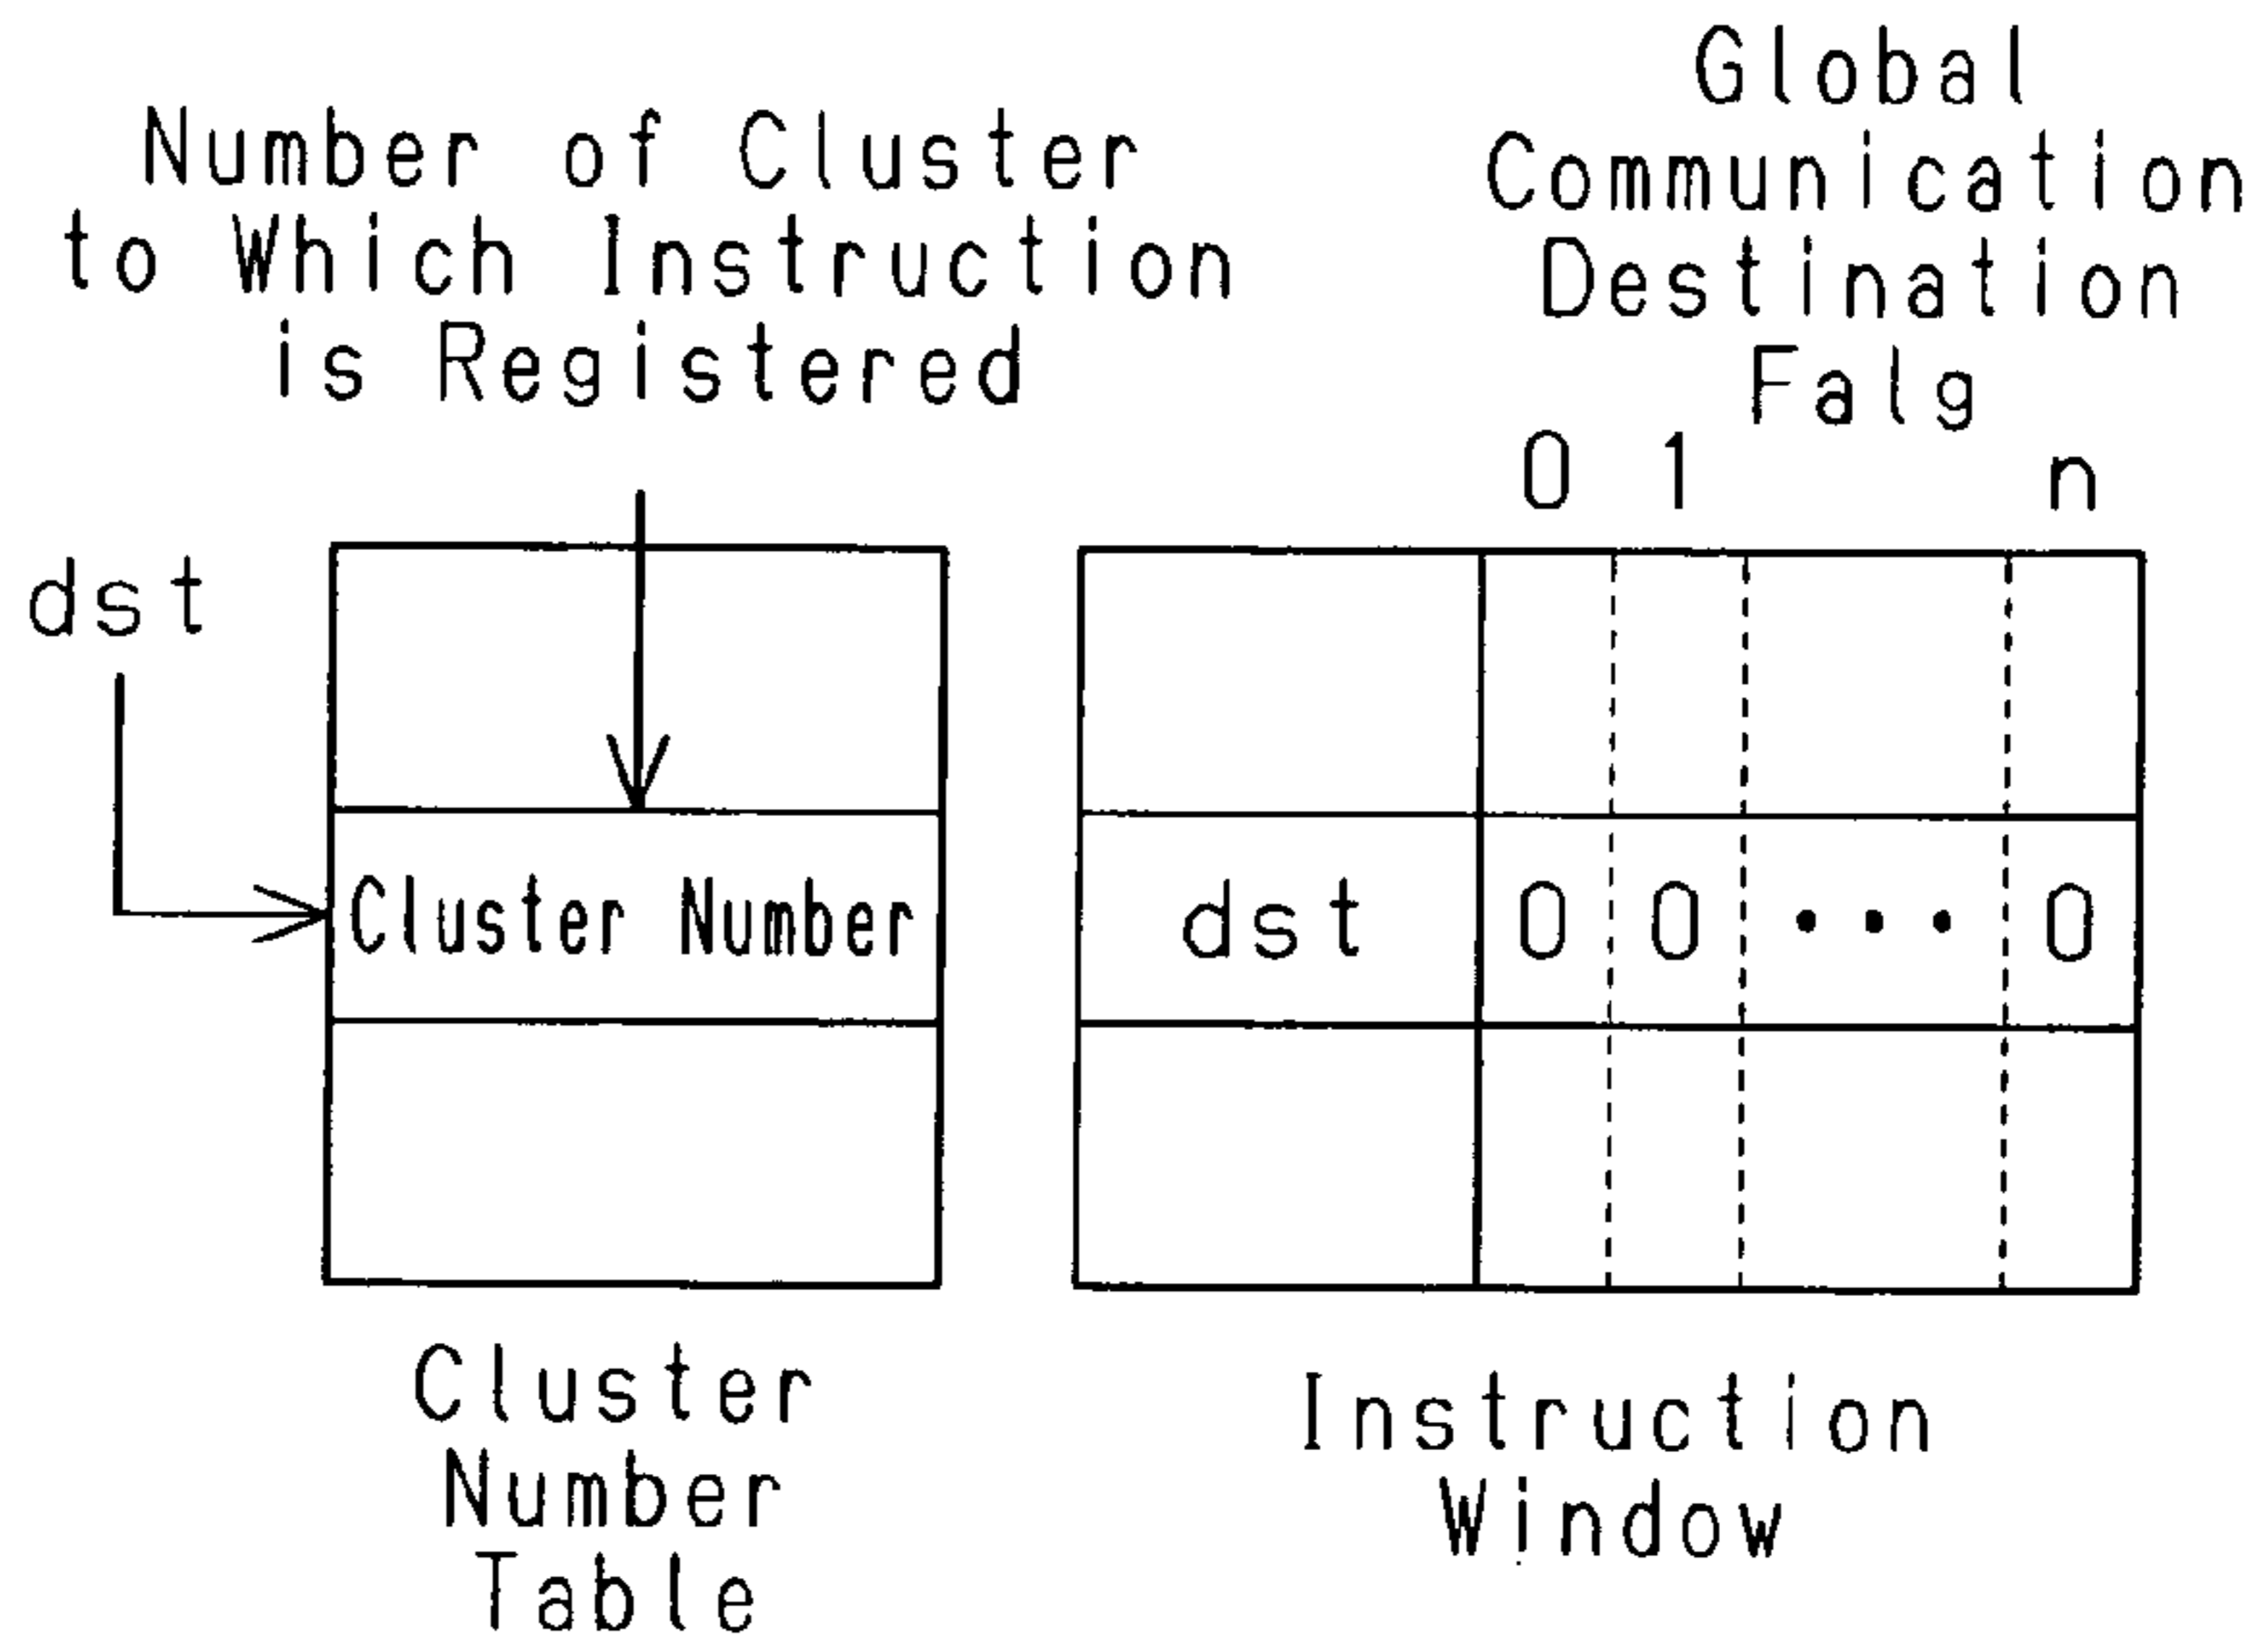 Number of Cluster
to Which Instruction
is Registered
Global
Communication
Destination
Falg
0 1 n
dst
Cluster Number
dst 0 0 ••• 0
Cluster
Number
Table
Instruction
Window